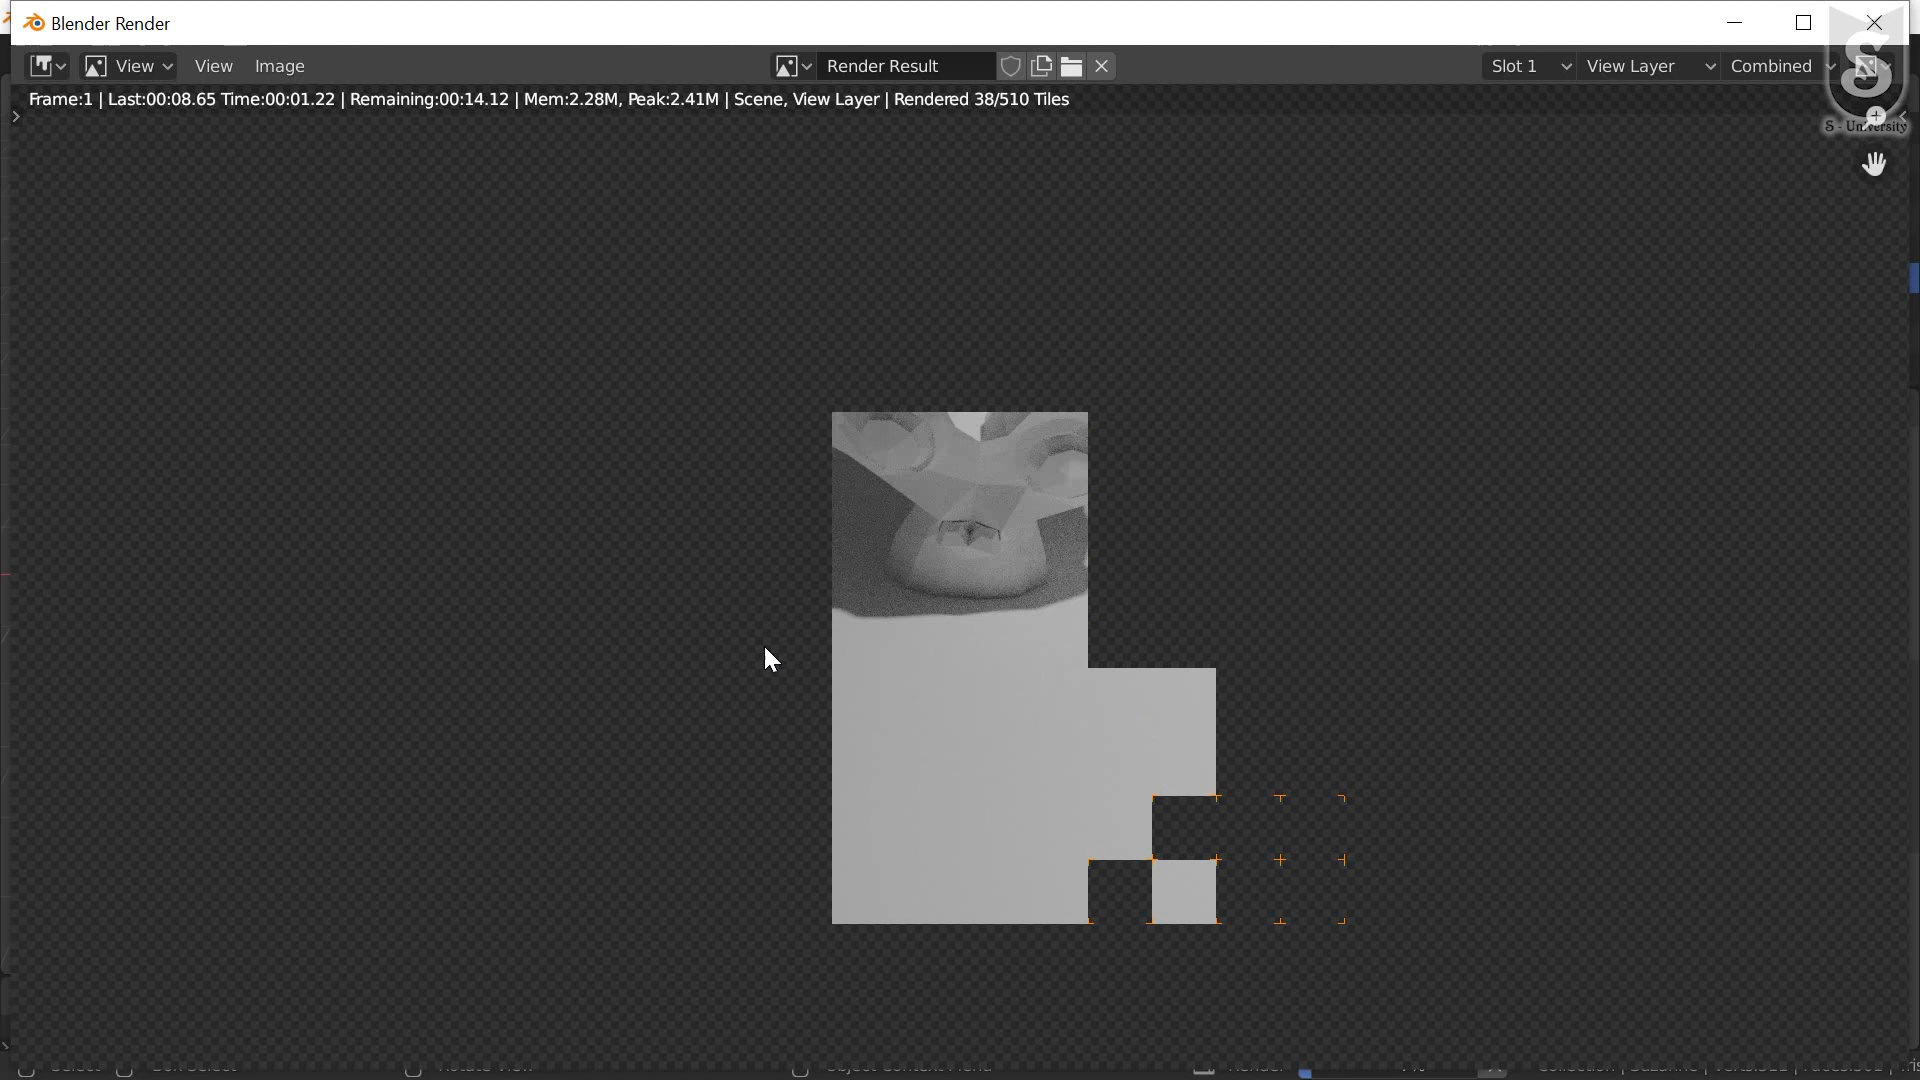 Blender Render
View View Image Render Result Slot 1 View Layer Combined
Frame:1 | Last:00:08.65 Time:00:01.22 | Remaining:00:14.12 | Mem:2.28M, Peak:2.41M | Scene, View Layer | Rendered 38/510 Tiles
S
S - University